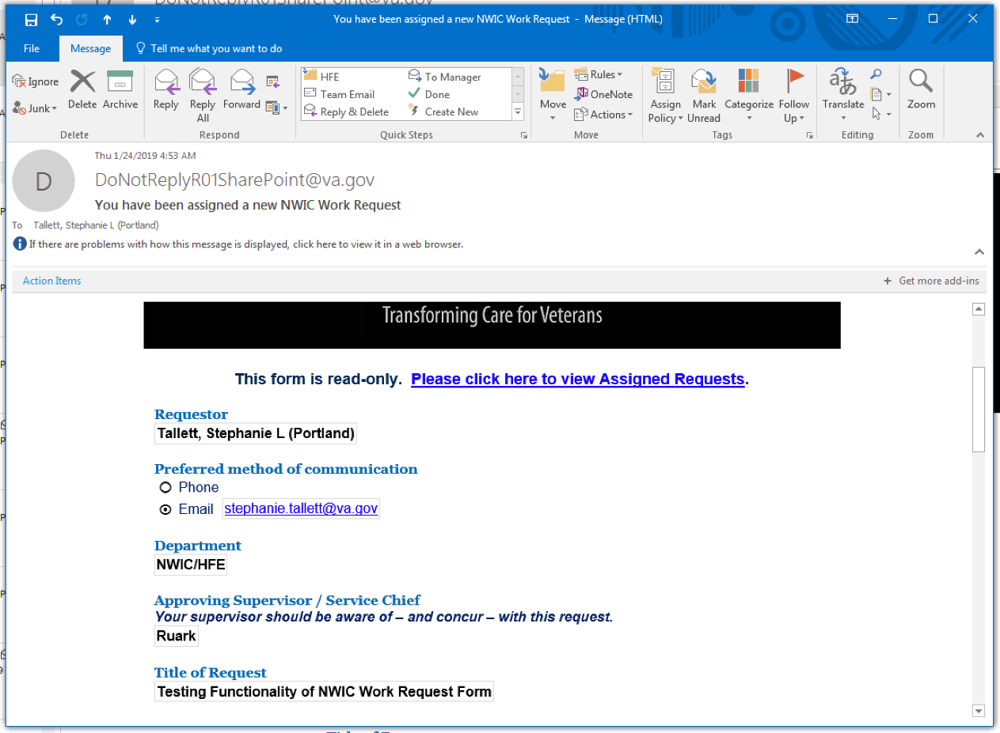 You have been assigned a new NWIC Work Request - Message (HTML)
File Message Tell me what you want to do
Ignore
Junk
Delete
Archive
Delete
Reply
Reply All
Forward
Respond
HFE
To Manager
Team Email
Done
Reply & Delete
Create New
Quick Steps
Move
Rules
OneNote
Actions
Move
Assign Policy
Mark Unread
Categorize
Follow Up
Tags
Translate
Editing
Zoom
Zoom
Thu 1/24/2019 4:53 AM
D
DoNotReplyR01SharePoint@va.gov
You have been assigned a new NWIC Work Request
To Tallett, Stephanie L (Portland)
If there are problems with how this message is displayed, click here to view it in a web browser.
Action Items
+ Get more add-ins
Transforming Care for Veterans
This form is read-only. Please click here to view Assigned Requests.
Requestor
Tallett, Stephanie L (Portland)
Preferred method of communication
Phone
Email stephanie.tallett@va.gov
Department
NWIC/HFE
Approving Supervisor / Service Chief
Your supervisor should be aware of – and concur – with this request.
Ruark
Title of Request
Testing Functionality of NWIC Work Request Form